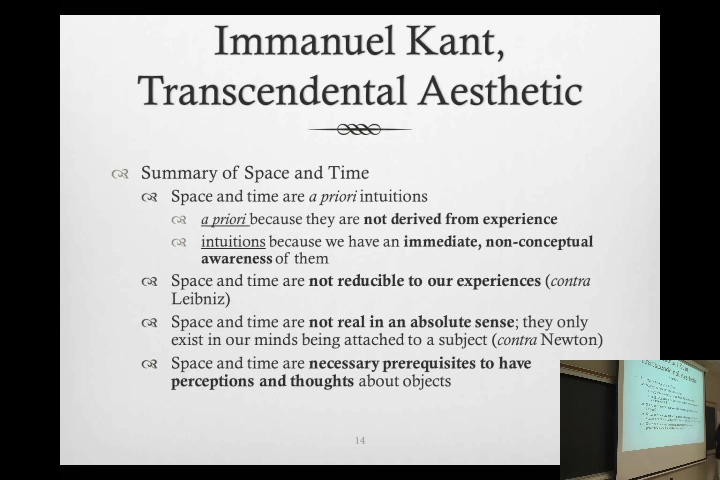 Immanuel Kant,
Transcendental Aesthetic
Summary of Space and Time
Space and time are a priori intuitions
a priori because they are not derived from experience
intuitions because we have an immediate, non-conceptual
awareness of them
Space and time are not reducible to our experiences (contra
Leibniz)
Space and time are not real in an absolute sense; they only
exist in our minds being attached to a subject (contra Newton)
Space and time are necessary prerequisites to have
perceptions and thoughts about objects
14